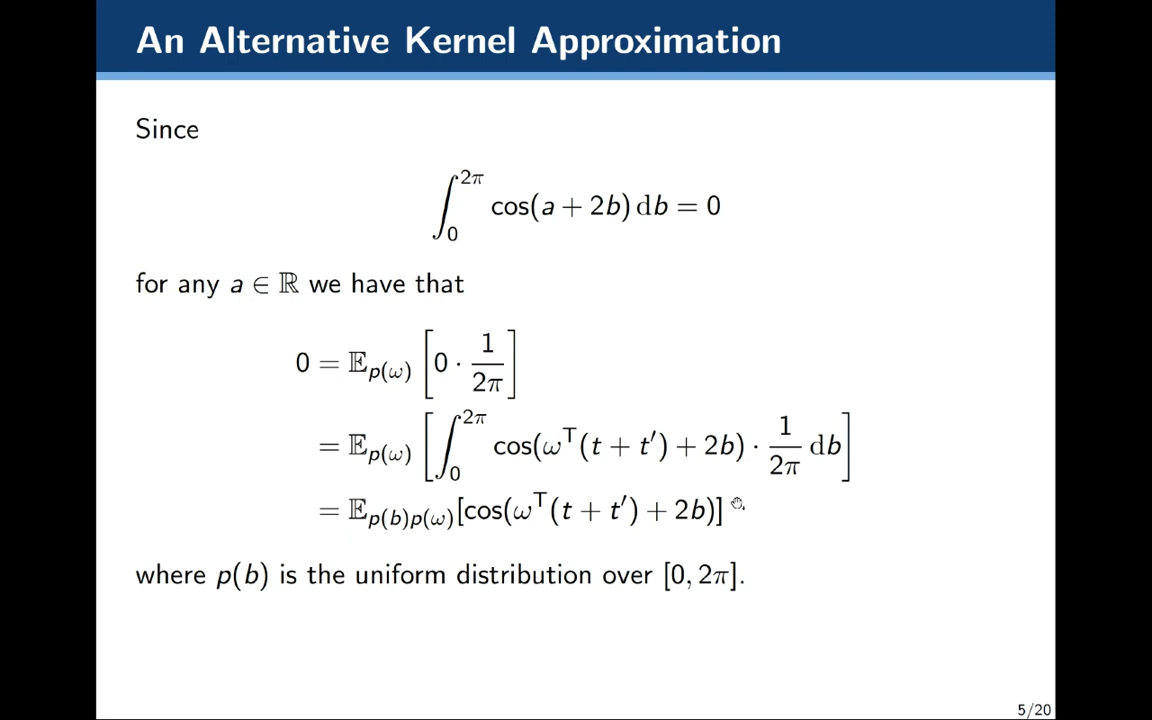 An Alternative Kernel Approximation
Since
∫₀^{2π} cos(a + 2b) db = 0
for any a ∈ ℝ we have that
0 = 𝔼_{p(ω)} [0 · 1/2π]
= 𝔼_{p(ω)} [∫₀^{2π} cos(ω^T(t + t′) + 2b) · 1/2π db]
= 𝔼_{p(b)p(ω)}[cos(ω^T(t + t′) + 2b)]
where p(b) is the uniform distribution over [0, 2π].
5/20